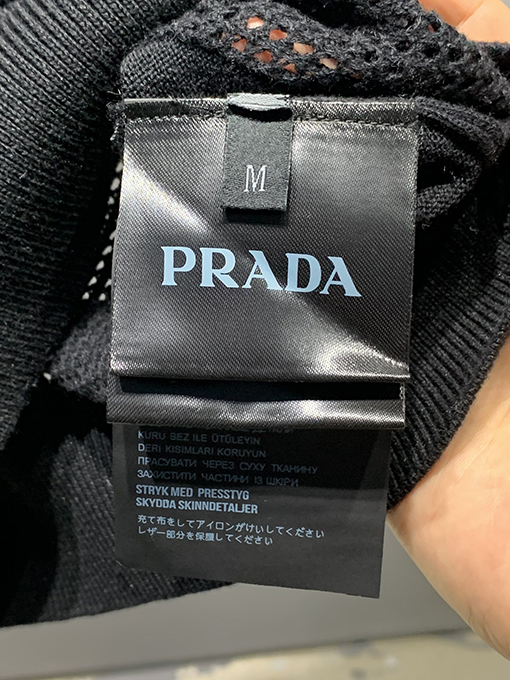 M
PRADA
KURU BEZ ILE ÜTÜLEYIN
DERI KISIMLARI KORUYUN
ПРАСУВАТИ ЧЕРЕЗ СУХУ ТКАНИНУ
ЗАХИСТИТИ ЧАСТИНИ ІЗ ШКІРИ
STRYK MED PRESSTYG
SKYDDA SKINNDETALJER
充て布をしてアイロンがけしてください
レザー部分を保護してください